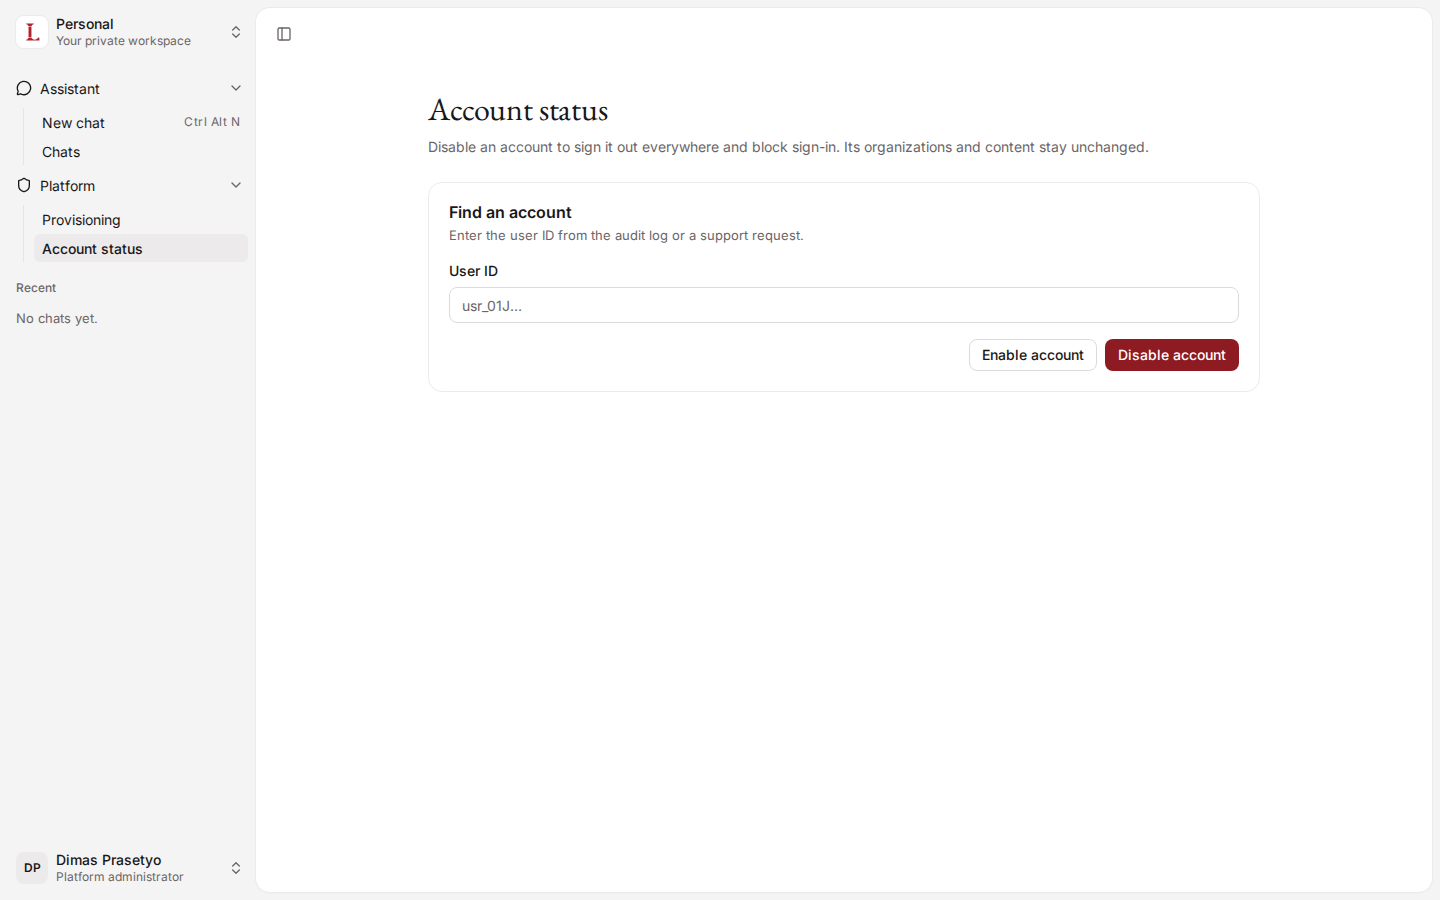 L
Personal
Your private workspace
Assistant
New chat
Ctrl Alt N
Chats
Platform
Provisioning
Account status
Recent
No chats yet.
DP
Dimas Prasetyo
Platform administrator
Account status
Disable an account to sign it out everywhere and block sign-in. Its organizations and content stay unchanged.
Find an account
Enter the user ID from the audit log or a support request.
User ID
usr_01J...
Enable account
Disable account